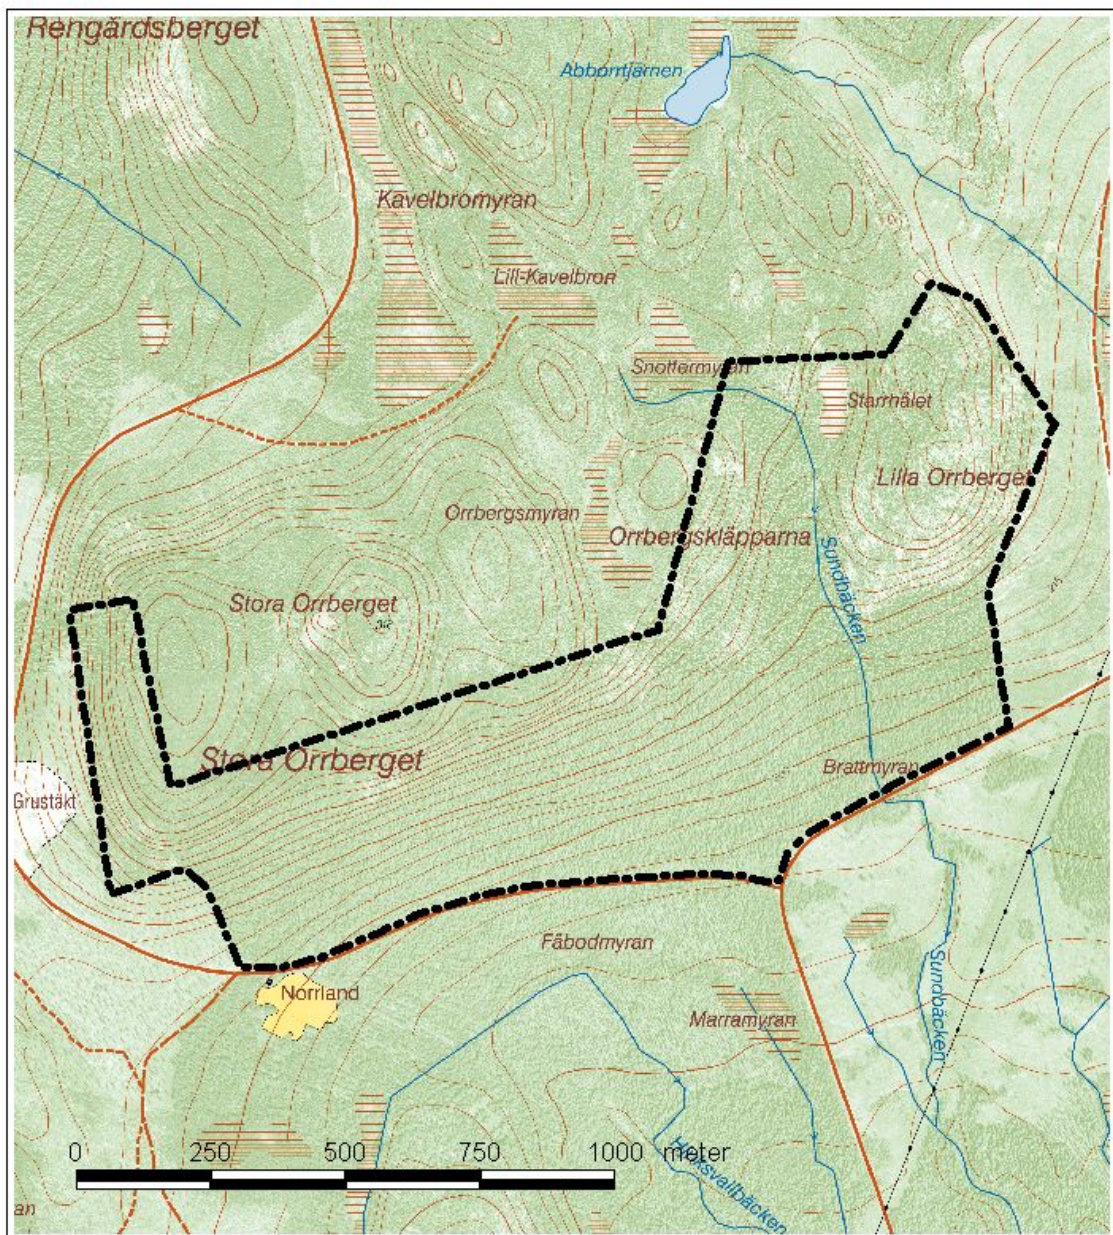 Rengårdsberget
Abborrtjärnen
Kavelbromyran
Lill-Kavelbron
Snottermyran
Starrhålet
Lilla Orrberget
Orrbergsmyran
Orrbergskläpparna
Sundbäcken
Stora Orrberget
Stora Orrberget
Brattmyran
Grustäkt
Fäbodmyran
Norrland
Sundbäcken
Marramyran
0 250 500 750 1000 meter
an